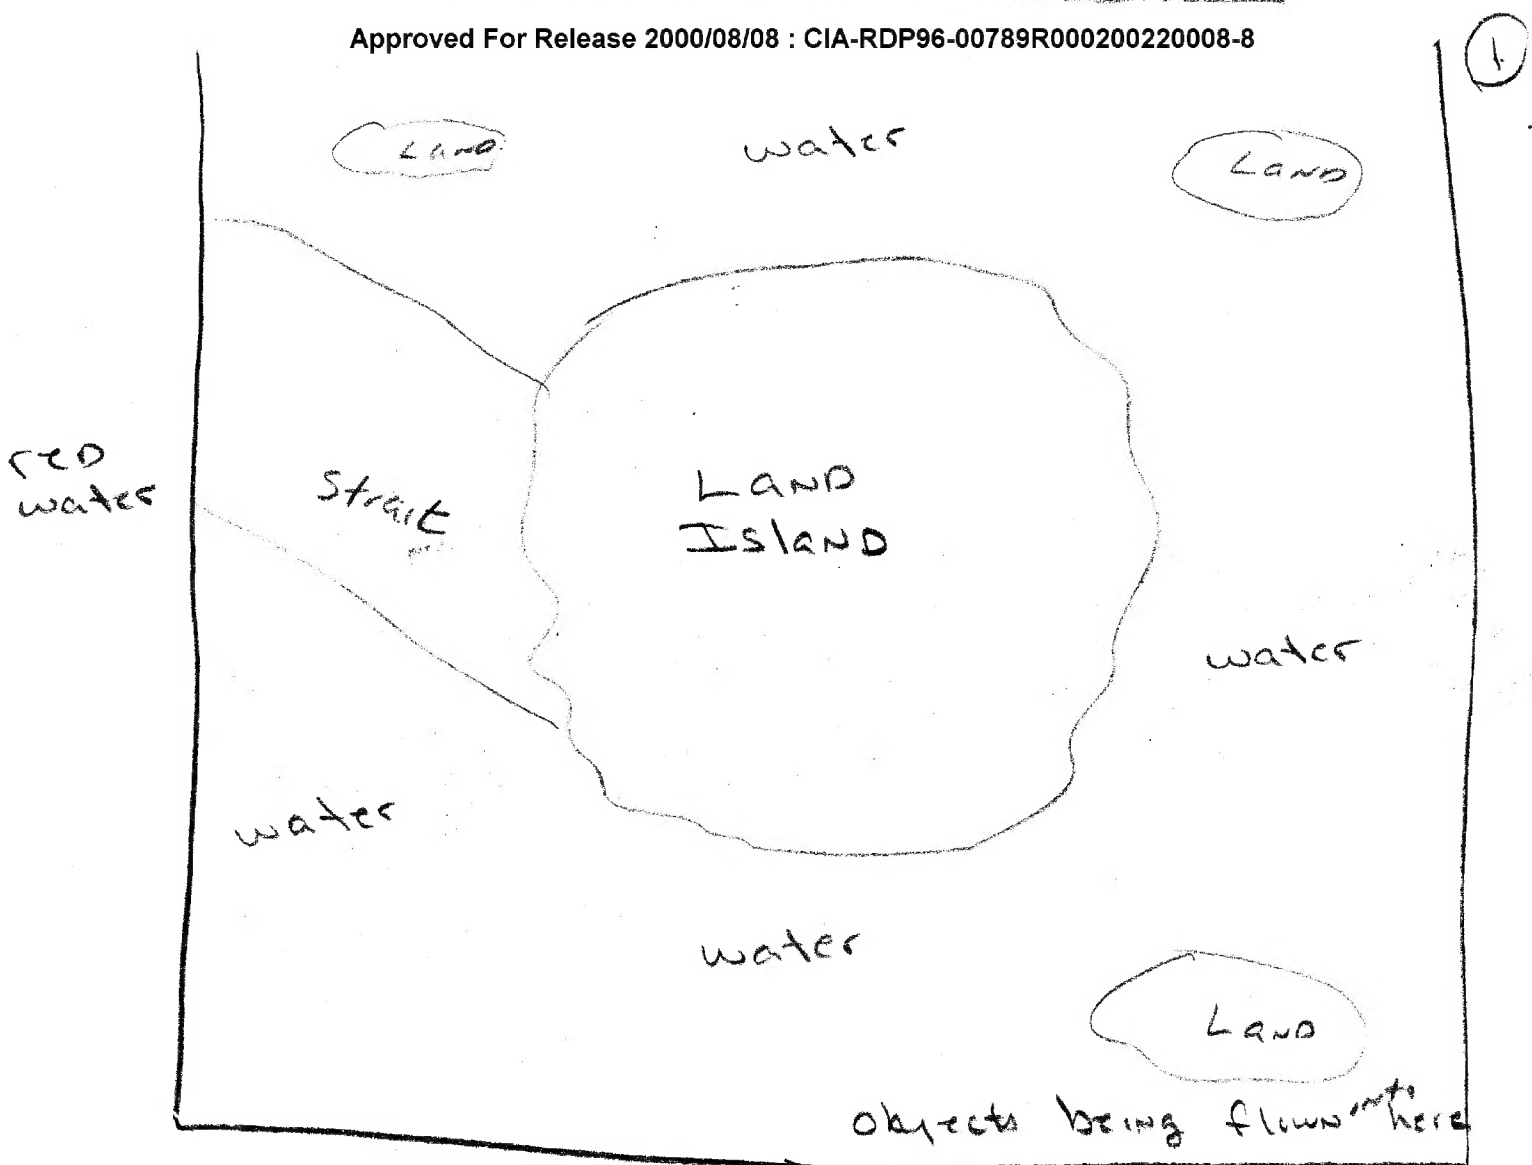 Approved For Release 2000/08/08 : CIA-RDP96-00789R000200220008-8
1
LAND
water
LAND
red
water
Strait
LAND
ISLAND
water
water
water
LAND
objects being flown into here